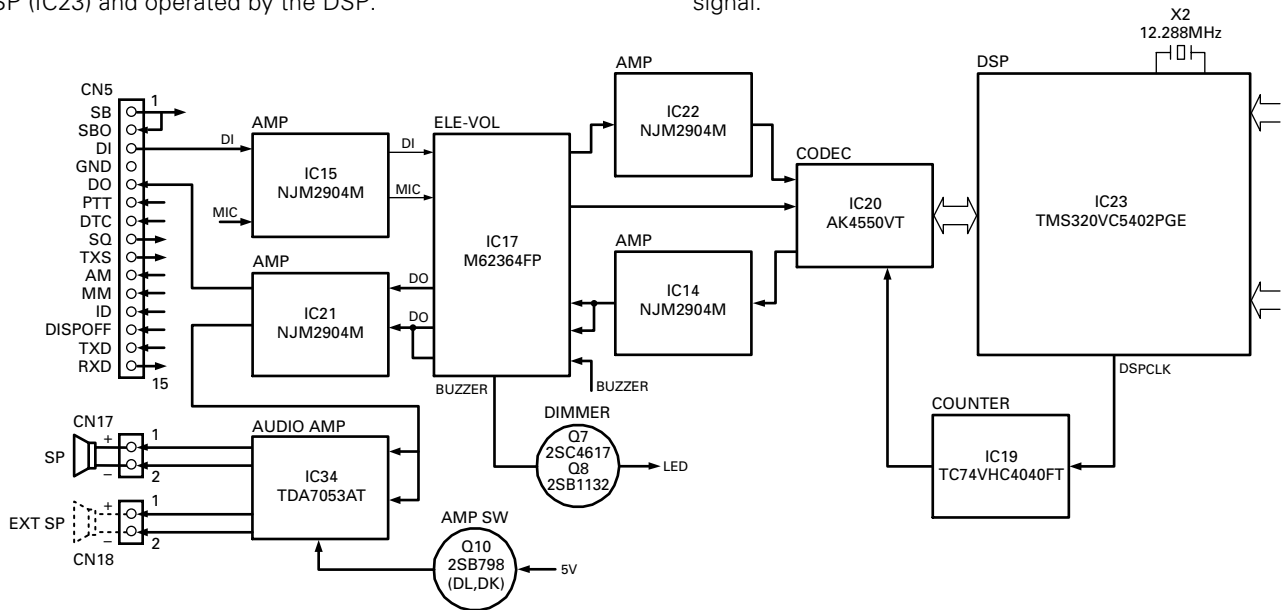 SP (IC23) and operated by the DSP.
signal.
X2
12.288MHz
DSP
IC23
TMS320VC5402PGE
DSPCLK
CN5
1
SB
SBO
DI
GND
DO
PTT
DTC
SQ
TXS
AM
MM
ID
DISPOFF
TXD
RXD
15
DI
AMP
IC15
NJM2904M
MIC
DI
MIC
ELE-VOL
IC17
M62364FP
AMP
IC22
NJM2904M
CODEC
IC20
AK4550VT
AMP
IC21
NJM2904M
DO
DO
AMP
IC14
NJM2904M
BUZZER
BUZZER
DIMMER
Q7
2SC4617
Q8
2SB1132
LED
COUNTER
IC19
TC74VHC4040FT
CN17
SP
+
−
1
2
AUDIO AMP
IC34
TDA7053AT
EXT SP
+
−
1
2
CN18
AMP SW
Q10
2SB798
(DL,DK)
5V